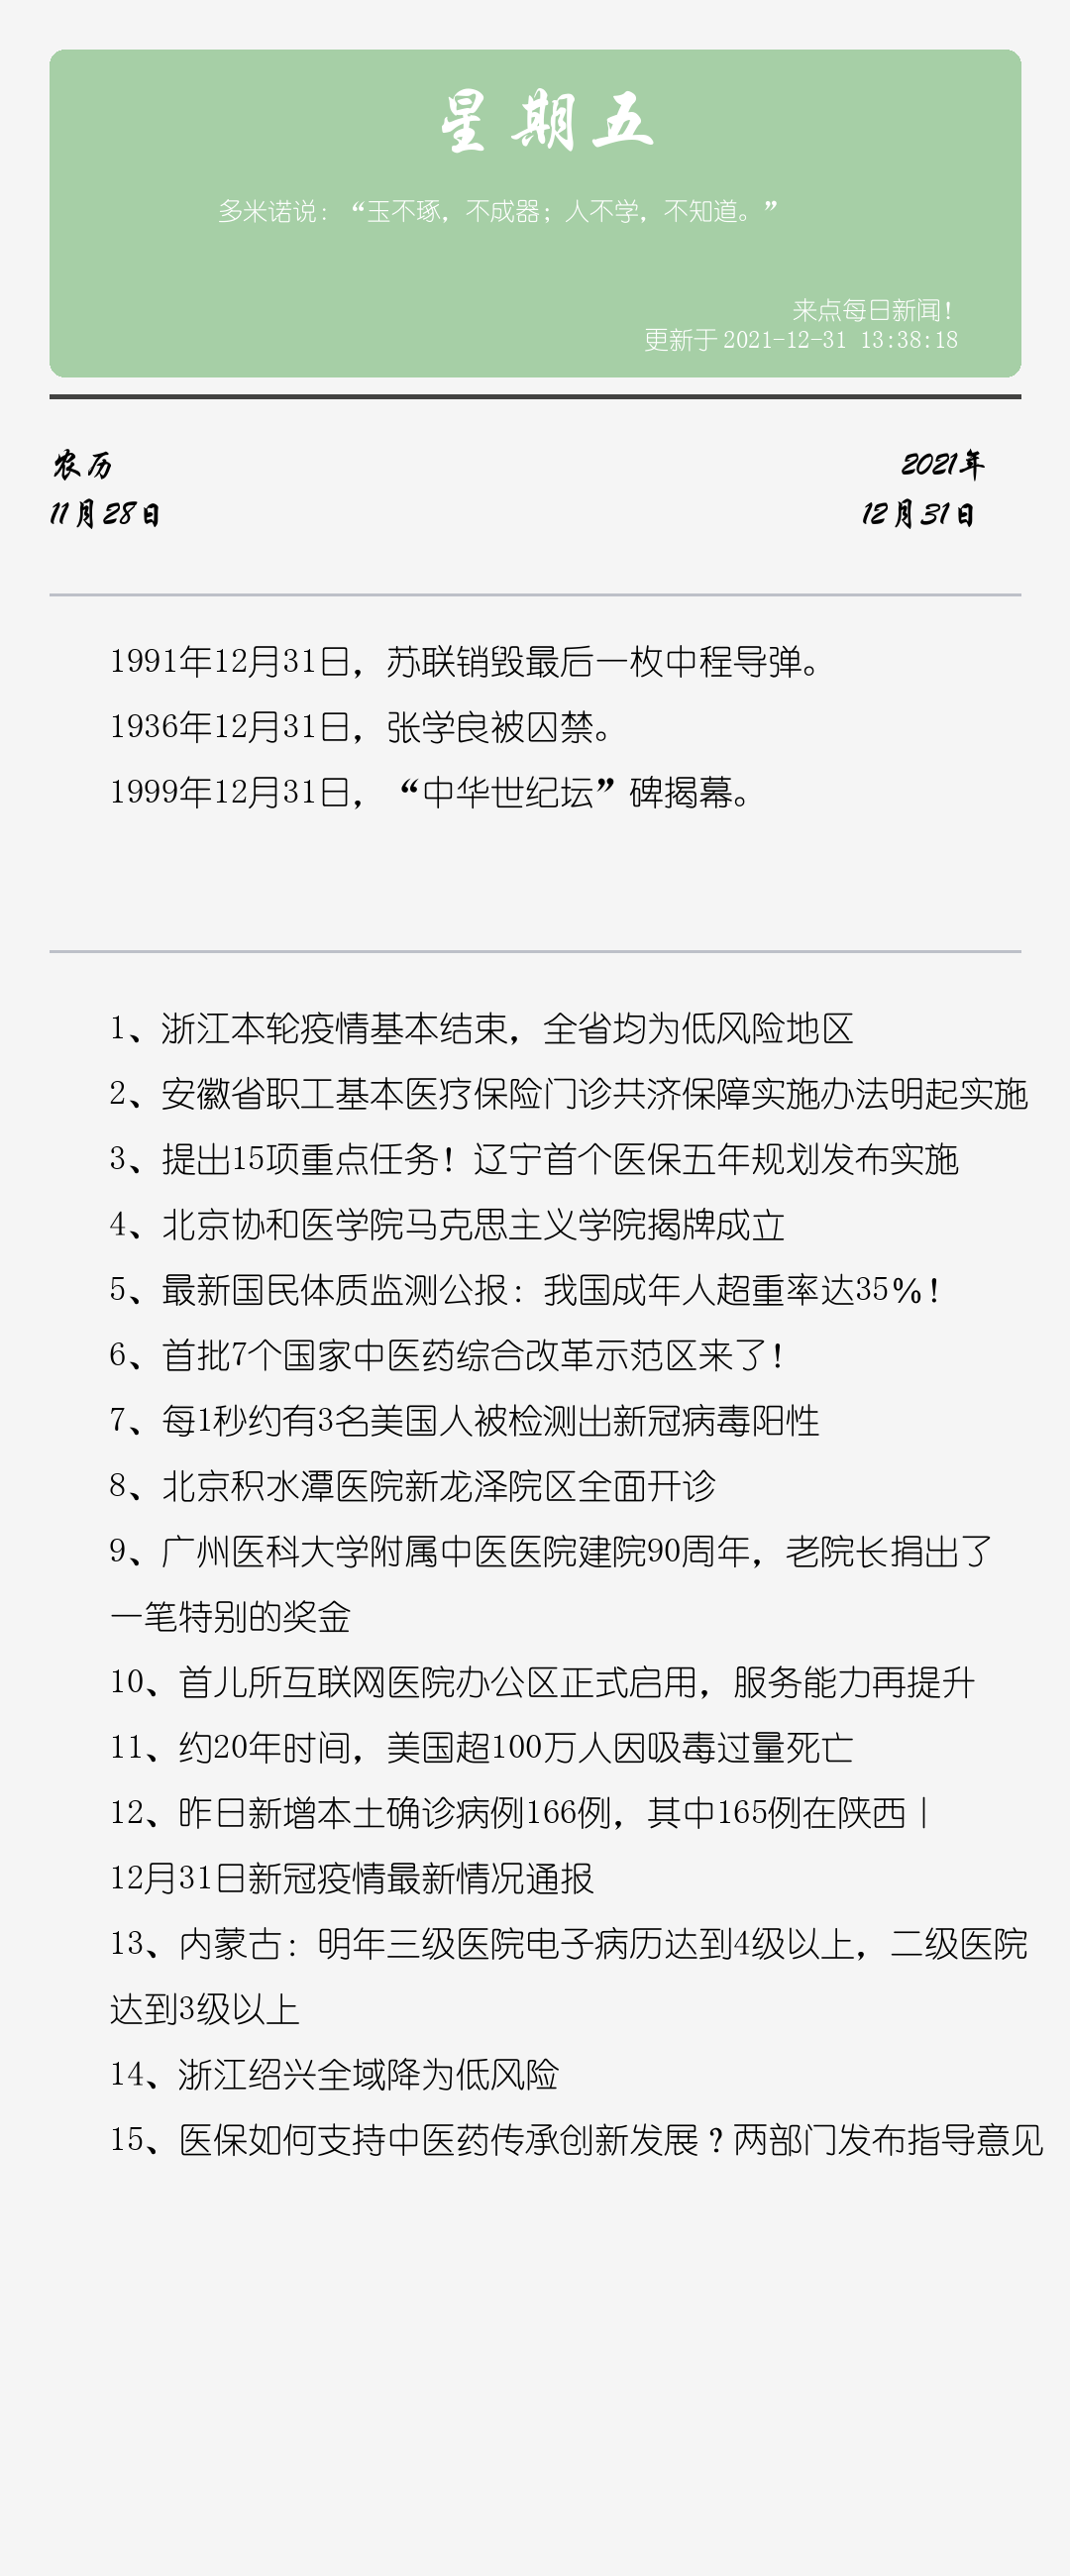 星期五
多米诺说：“玉不琢，不成器；人不学，不知道。”
来点每日新闻！
更新于 2021-12-31 13:38:18
农历
11月28日
2021年
12月31日
1991年12月31日，苏联销毁最后一枚中程导弹。
1936年12月31日，张学良被囚禁。
1999年12月31日，“中华世纪坛”碑揭幕。
1、浙江本轮疫情基本结束，全省均为低风险地区
2、安徽省职工基本医疗保险门诊共济保障实施办法明起实施
3、提出15项重点任务！辽宁首个医保五年规划发布实施
4、北京协和医学院马克思主义学院揭牌成立
5、最新国民体质监测公报：我国成年人超重率达35%！
6、首批7个国家中医药综合改革示范区来了！
7、每1秒约有3名美国人被检测出新冠病毒阳性
8、北京积水潭医院新龙泽院区全面开诊
9、广州医科大学附属中医医院建院90周年，老院长捐出了
一笔特别的奖金
10、首儿所互联网医院办公区正式启用，服务能力再提升
11、约20年时间，美国超100万人因吸毒过量死亡
12、昨日新增本土确诊病例166例，其中165例在陕西丨
12月31日新冠疫情最新情况通报
13、内蒙古：明年三级医院电子病历达到4级以上，二级医院
达到3级以上
14、浙江绍兴全域降为低风险
15、医保如何支持中医药传承创新发展？两部门发布指导意见